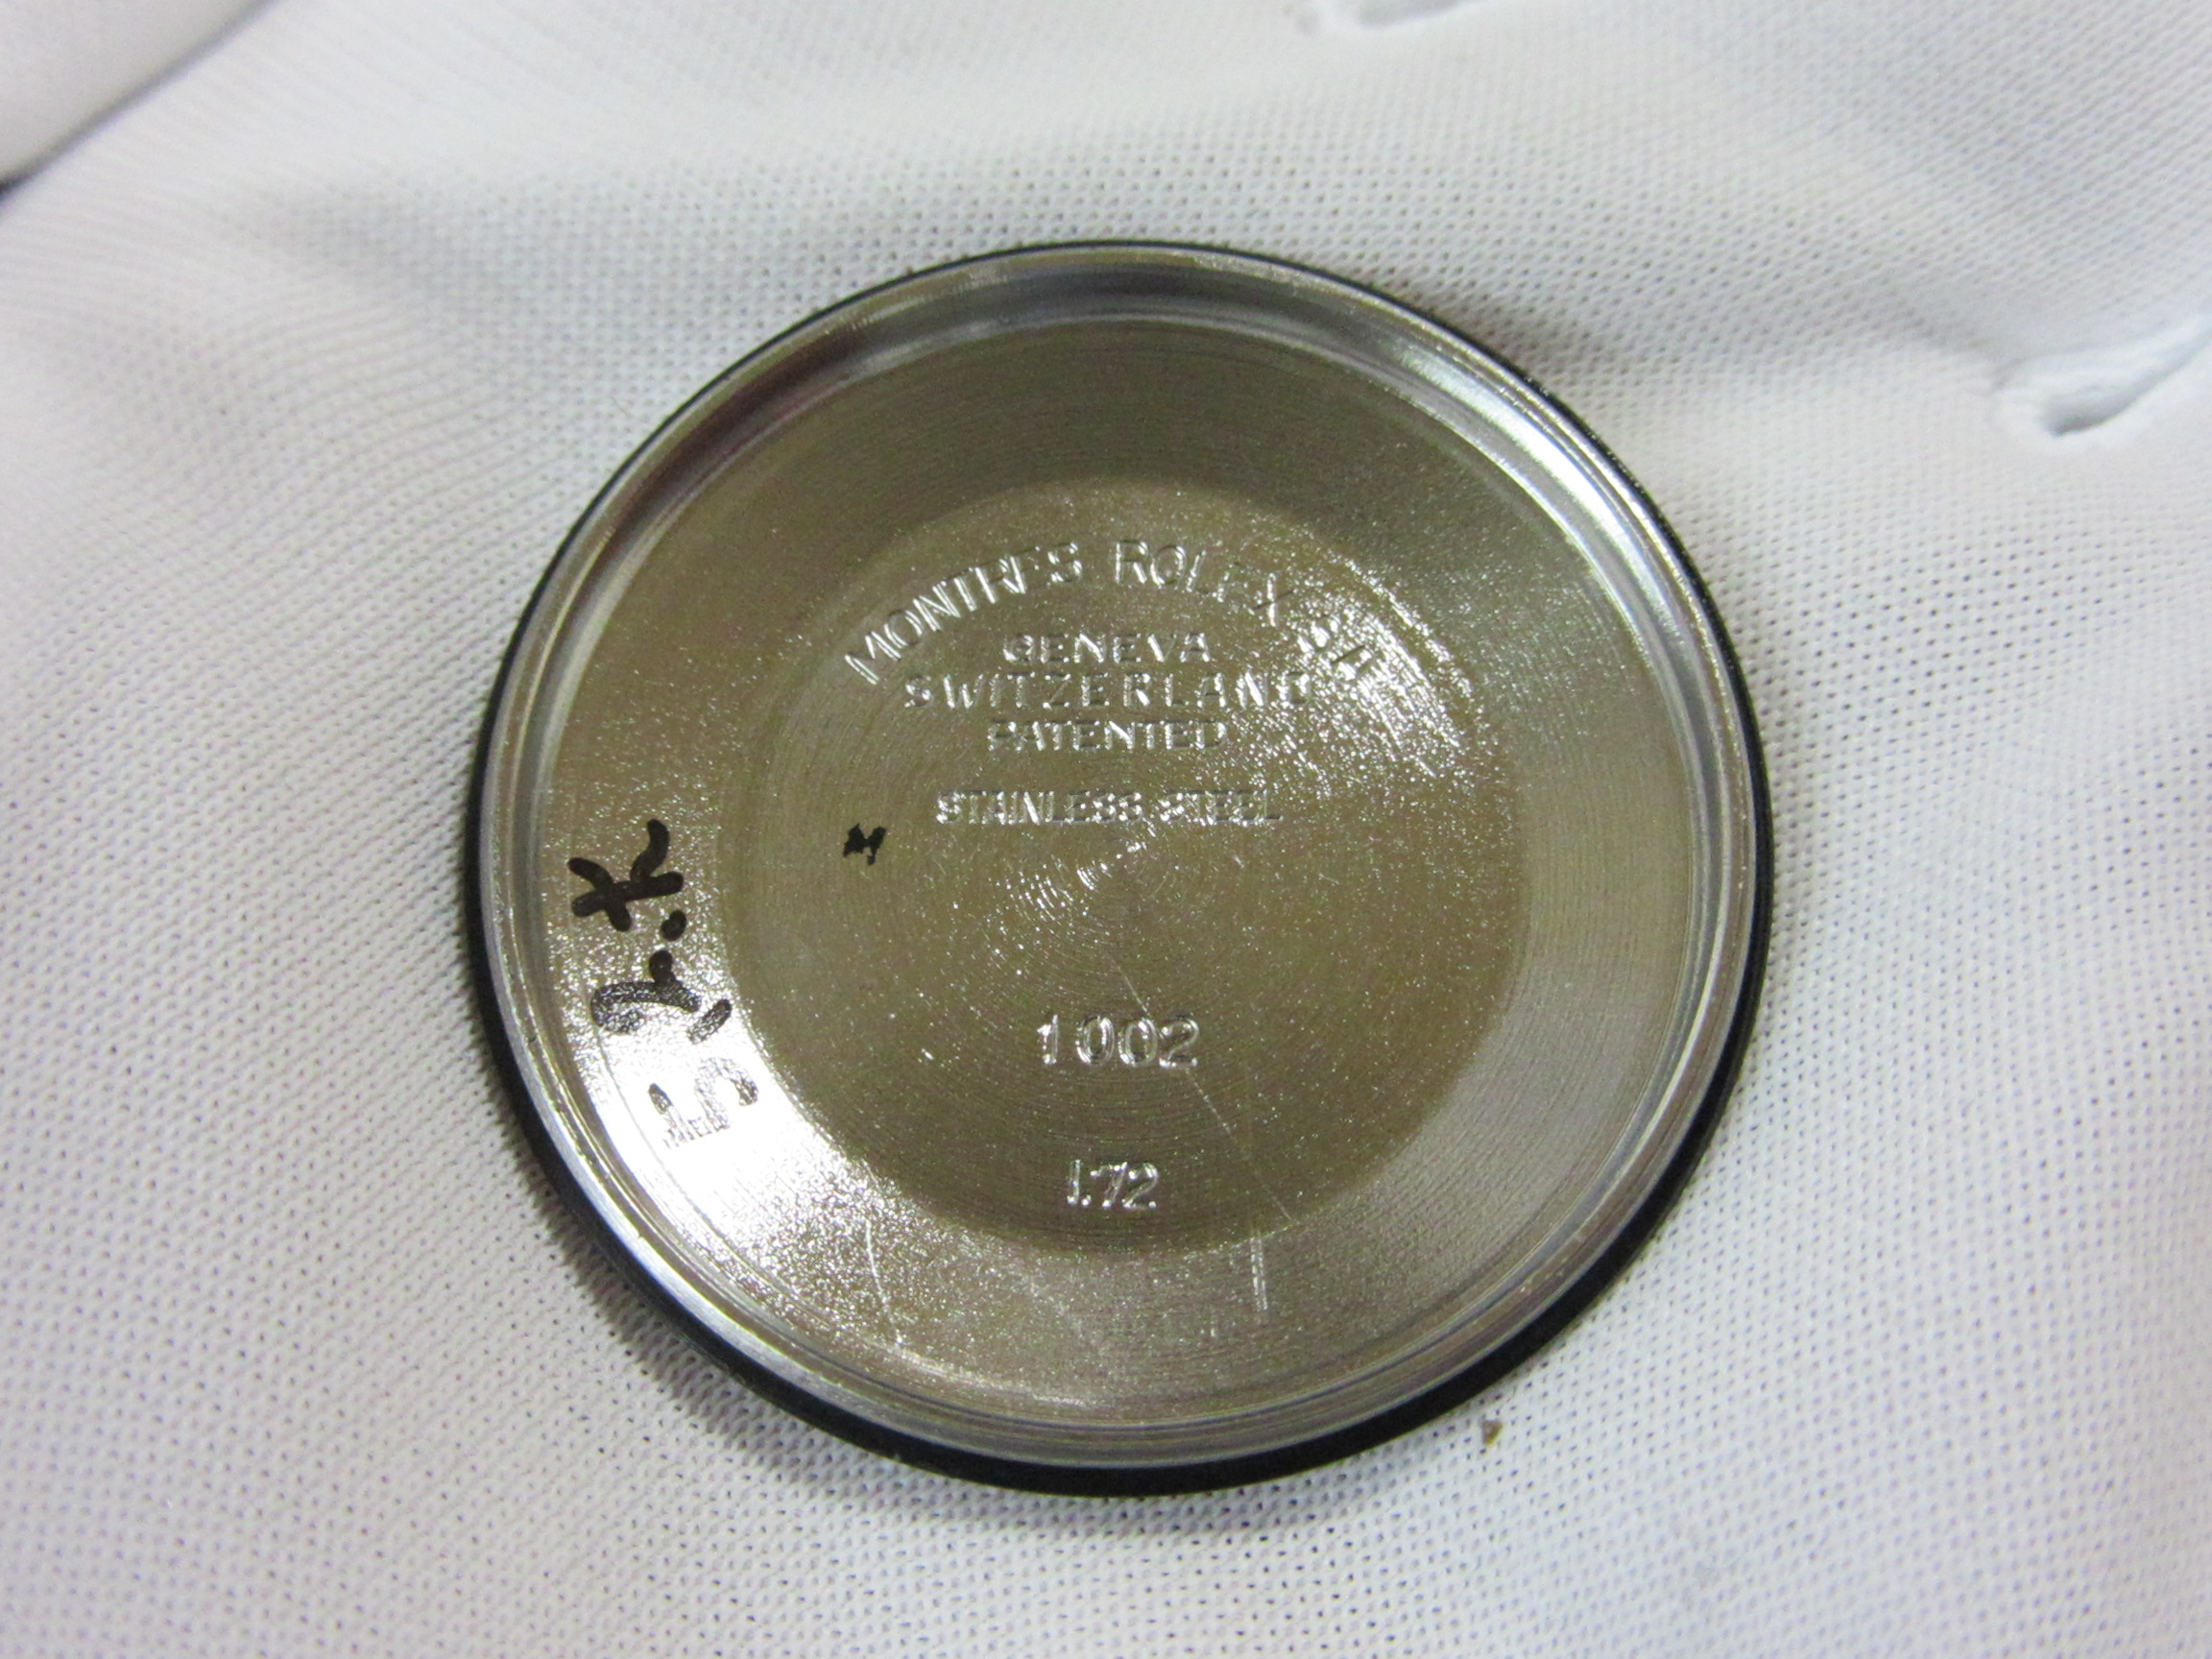 MONTRES ROLEX SA
GENEVA
SWITZERLAND
PATENTED
STAINLESS STEEL
1002
I.72.